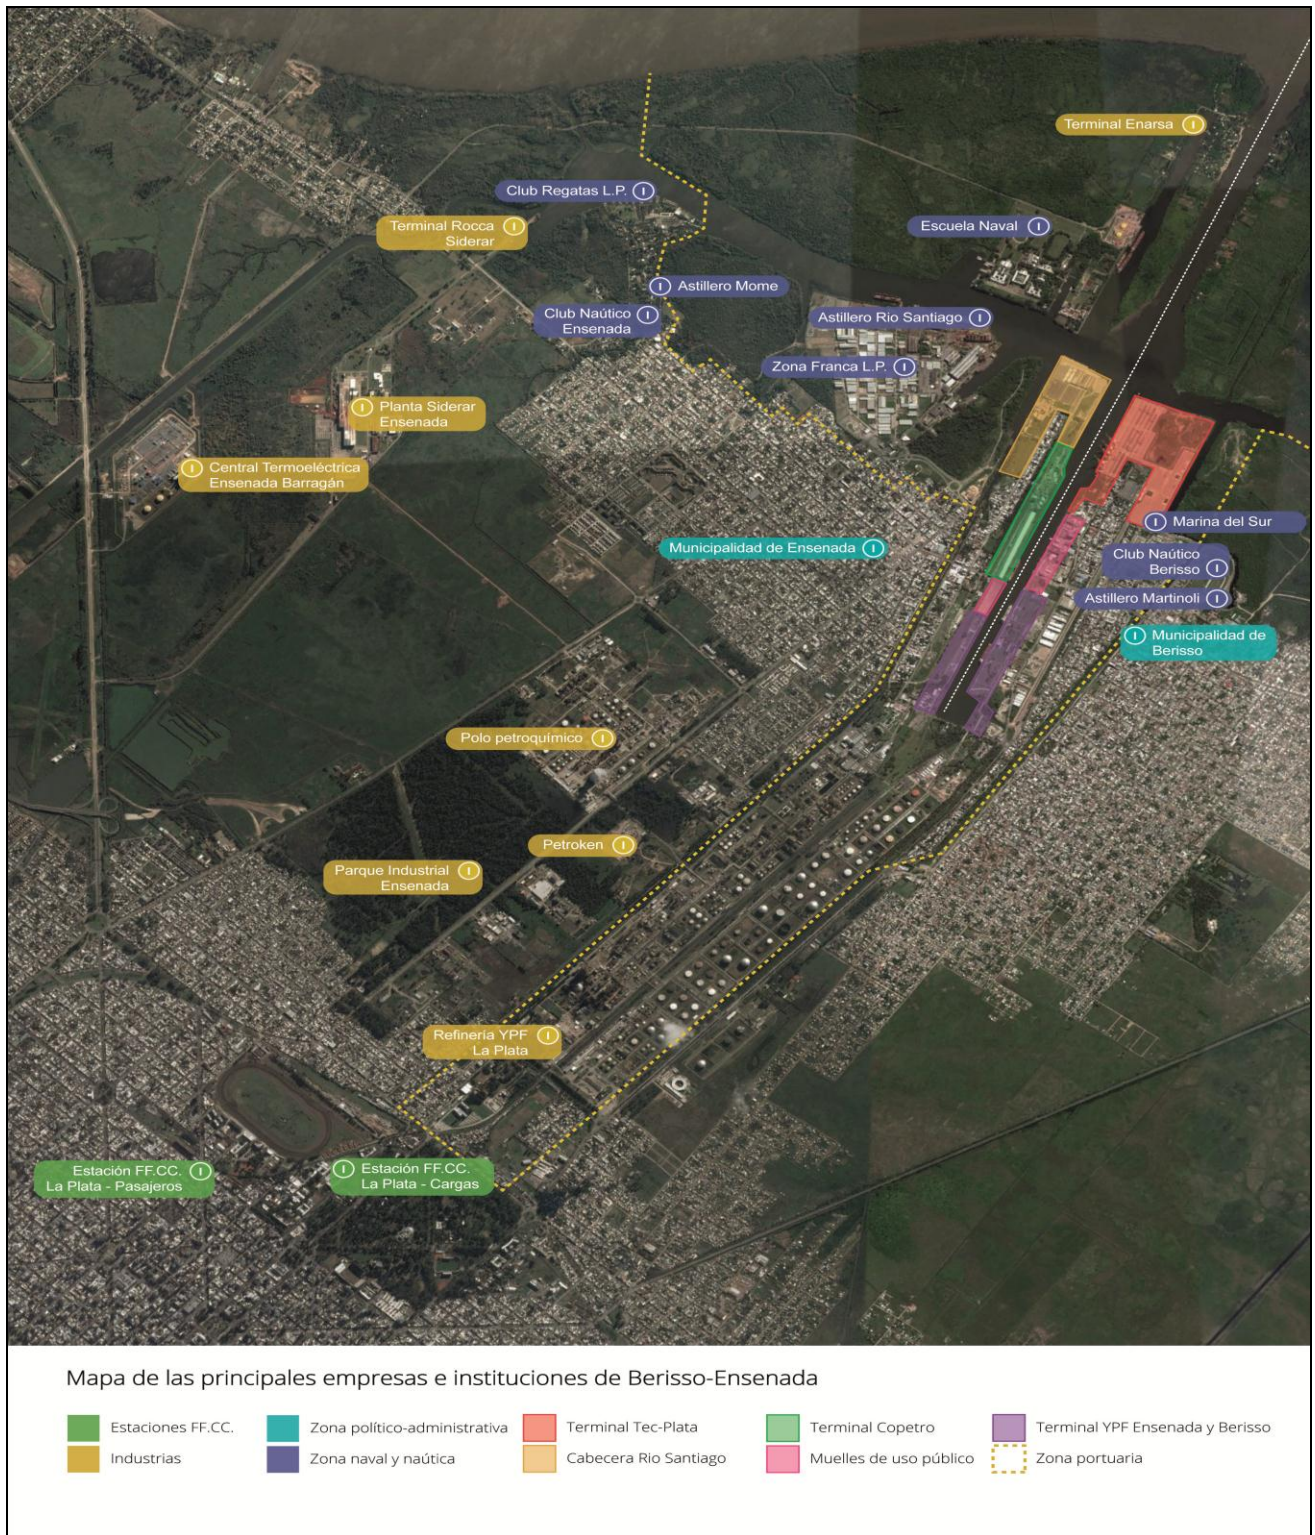 Terminal Enarsa
Club Regatas L.P.
Terminal Rocca
Siderar
Escuela Naval
Astillero Mome
Club Naútico
Ensenada
Astillero Rio Santiago
Zona Franca L.P.
Planta Siderar
Ensenada
Central Termoeléctrica
Ensenada Barragán
Marina del Sur
Municipalidad de Ensenada
Club Naútico
Berisso
Astillero Martinoli
Municipalidad de
Berisso
Polo petroquímico
Petroken
Parque Industrial
Ensenada
Refinería YPF
La Plata
Estación FF.CC.
La Plata - Pasajeros
Estación FF.CC.
La Plata - Cargas
Mapa de las principales empresas e instituciones de Berisso-Ensenada
Estaciones FF.CC.
Zona político-administrativa
Terminal Tec-Plata
Terminal Copetro
Terminal YPF Ensenada y Berisso
Industrias
Zona naval y naútica
Cabecera Rio Santiago
Muelles de uso público
Zona portuaria